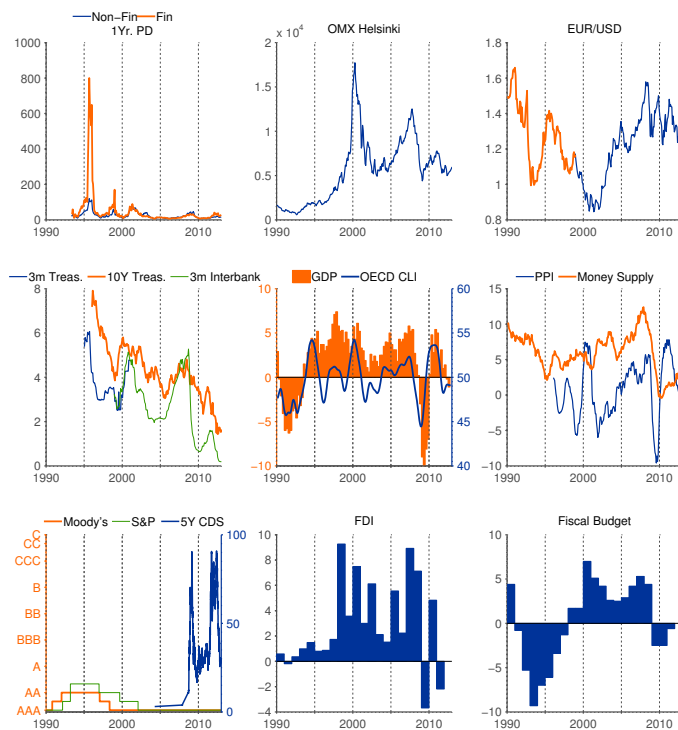 Non-Fin Fin
1Yr. PD
1000
800
600
400
200
0
1990 2000 2010
OMX Helsinki
2 x 10⁴
1.5
1
0.5
0
1990 2000 2010
EUR/USD
1.8
1.6
1.4
1.2
1
0.8
1990 2000 2010
3m Treas. 10Y Treas. 3m Interbank
8
6
4
2
0
1990 2000 2010
GDP OECD CLI
10 60
5 55
0 50
−5 45
−10 40
1990 2000 2010
PPI Money Supply
15
10
5
0
−5
−10
1990 2000 2010
Moody's S&P 5Y CDS
C 100
CC
CCC
B
BB 50
BBB
A
AA
AAA 0
1990 2000 2010
FDI
10
8
6
4
2
0
−2
−4
1990 2000 2010
Fiscal Budget
10
5
0
−5
−10
1990 2000 2010